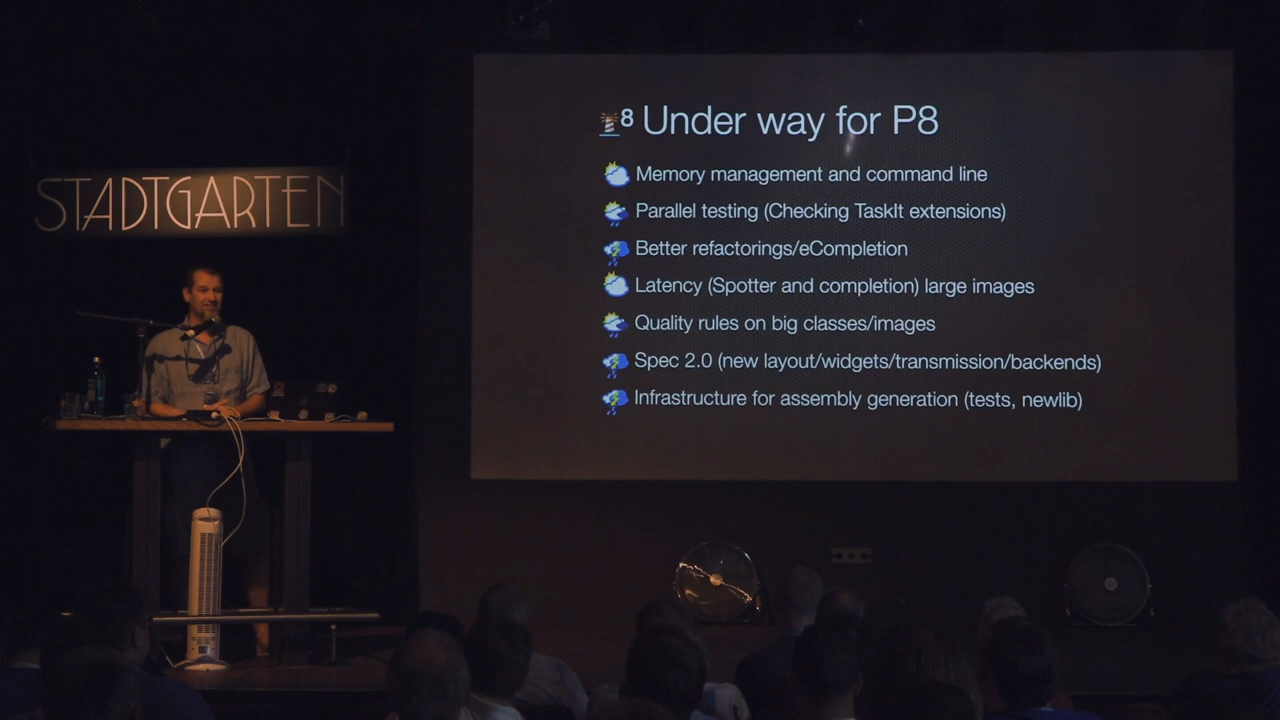 STADTGARTEN
8 Under way for P8
Memory management and command line
Parallel testing (Checking TaskIt extensions)
Better refactorings/eCompletion
Latency (Spotter and completion) large images
Quality rules on big classes/images
Spec 2.0 (new layout/widgets/transmission/backends)
Infrastructure for assembly generation (tests, newlib)